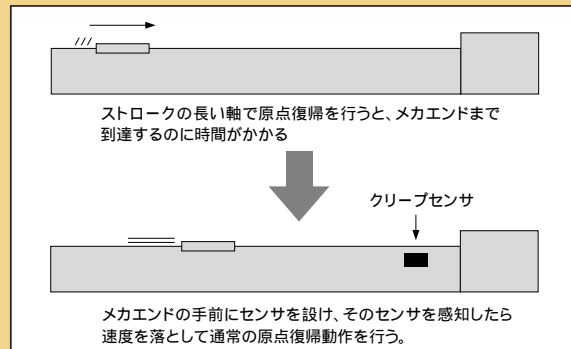 ストロークの長い軸で原点復帰を行うと、メカエンドまで
到達するのに時間がかかる
クリープセンサ
メカエンドの手前にセンサを設け、そのセンサを感知したら
速度を落として通常の原点復帰動作を行う。